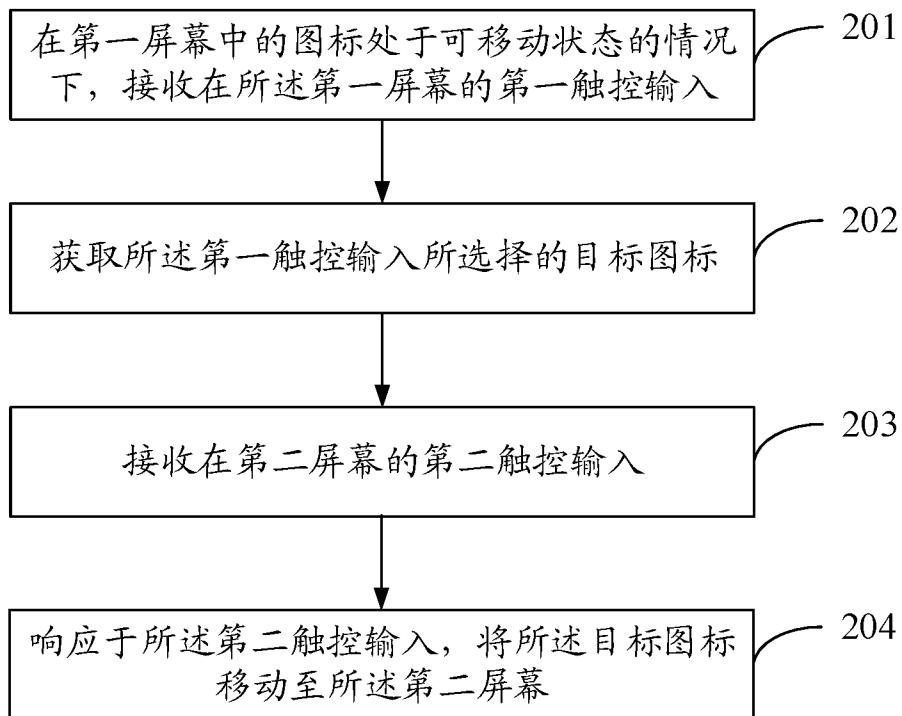 在第一屏幕中的图标处于可移动状态的情况
下，接收在所述第一屏幕的第一触控输入
201
获取所述第一触控输入所选择的目标图标
202
接收在第二屏幕的第二触控输入
203
响应于所述第二触控输入，将所述目标图标
移动至所述第二屏幕
204